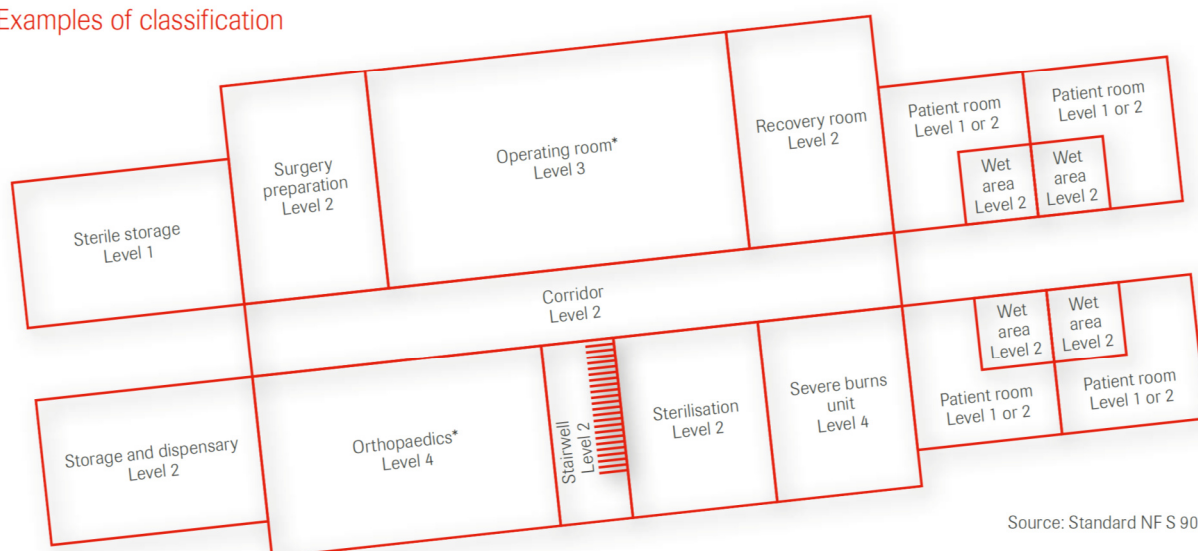 Examples of classification
Sterile storage
Level 1
Surgery
preparation
Level 2
Operating room*
Level 3
Recovery room
Level 2
Patient room
Level 1 or 2
Patient room
Level 1 or 2
Wet
area
Level 2
Wet
area
Level 2
Corridor
Level 2
Storage and dispensary
Level 2
Orthopaedics*
Level 4
Stairwell
Level 2
Sterilisation
Level 2
Severe burns
unit
Level 4
Wet
area
Level 2
Wet
area
Level 2
Patient room
Level 1 or 2
Patient room
Level 1 or 2
Source: Standard NF S 90